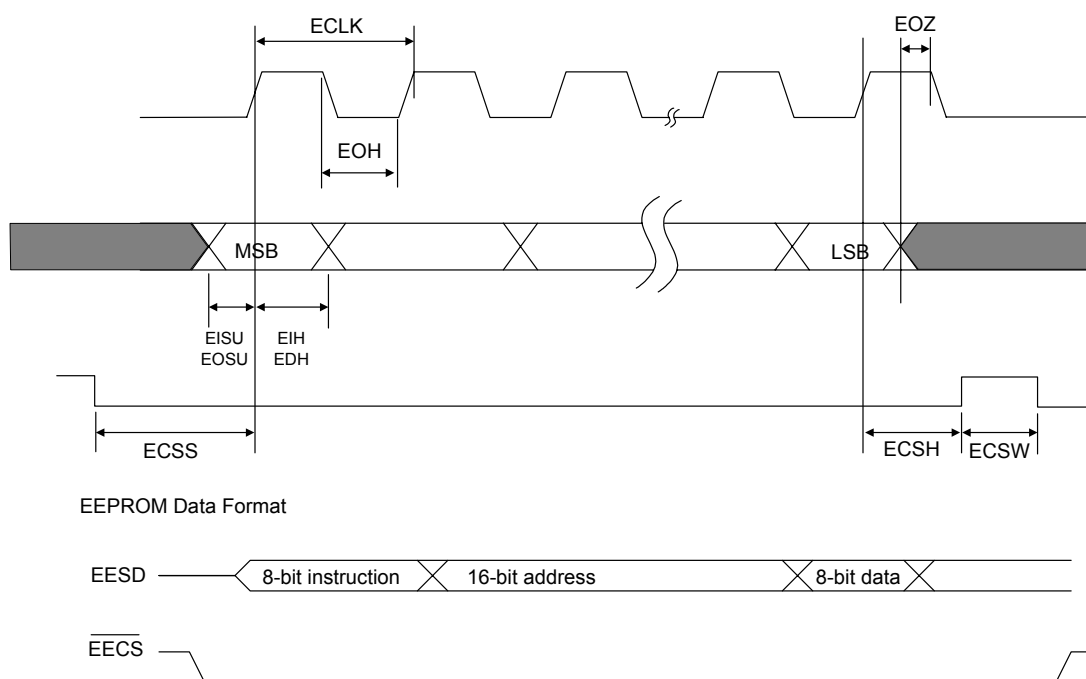 ECLK
EOZ
EOH
MSB
LSB
EISU
EOSU
EIH
EDH
ECSS
ECSH
ECSW
EEPROM Data Format
EESD
8-bit instruction
16-bit address
8-bit data
EECS